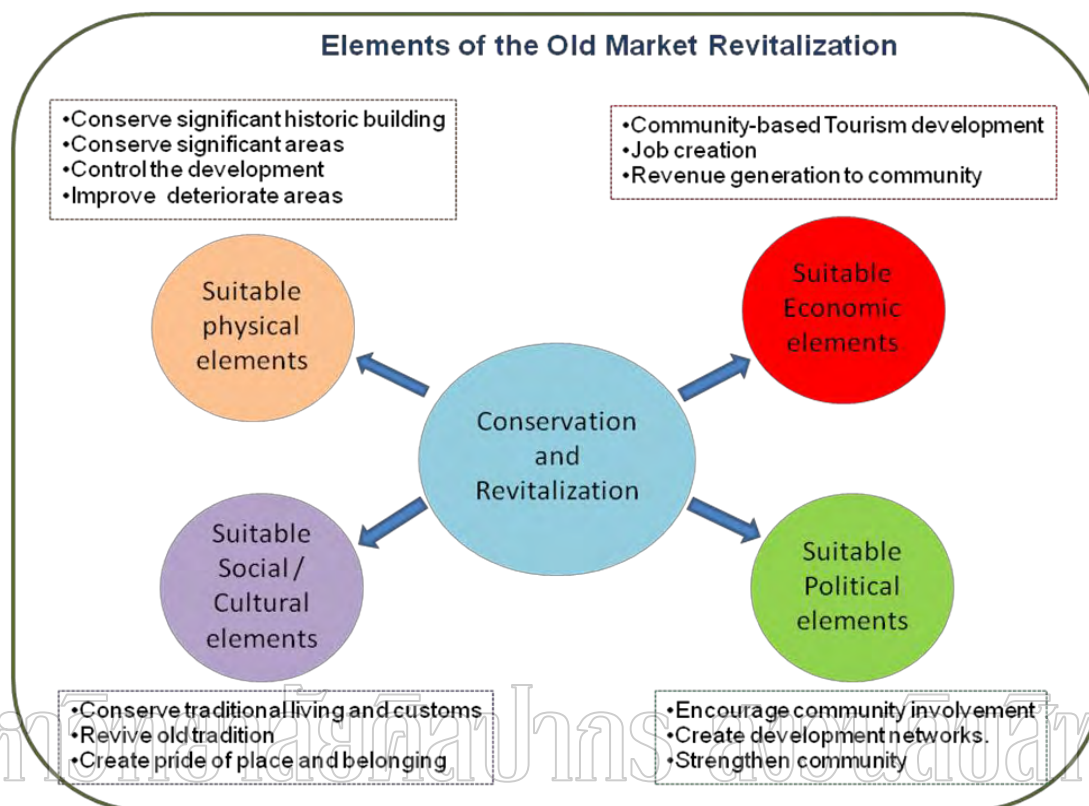 Elements of the Old Market Revitalization
•Conserve significant historic building
•Conserve significant areas
•Control the development
•Improve deteriorate areas
•Community-based Tourism development
•Job creation
•Revenue generation to community
Suitable
physical
elements
Suitable
Economic
elements
Conservation
and
Revitalization
Suitable
Social /
Cultural
elements
Suitable
Political
elements
•Conserve traditional living and customs
•Revive old tradition
•Create pride of place and belonging
•Encourage community involvement
•Create development networks.
•Strengthen community